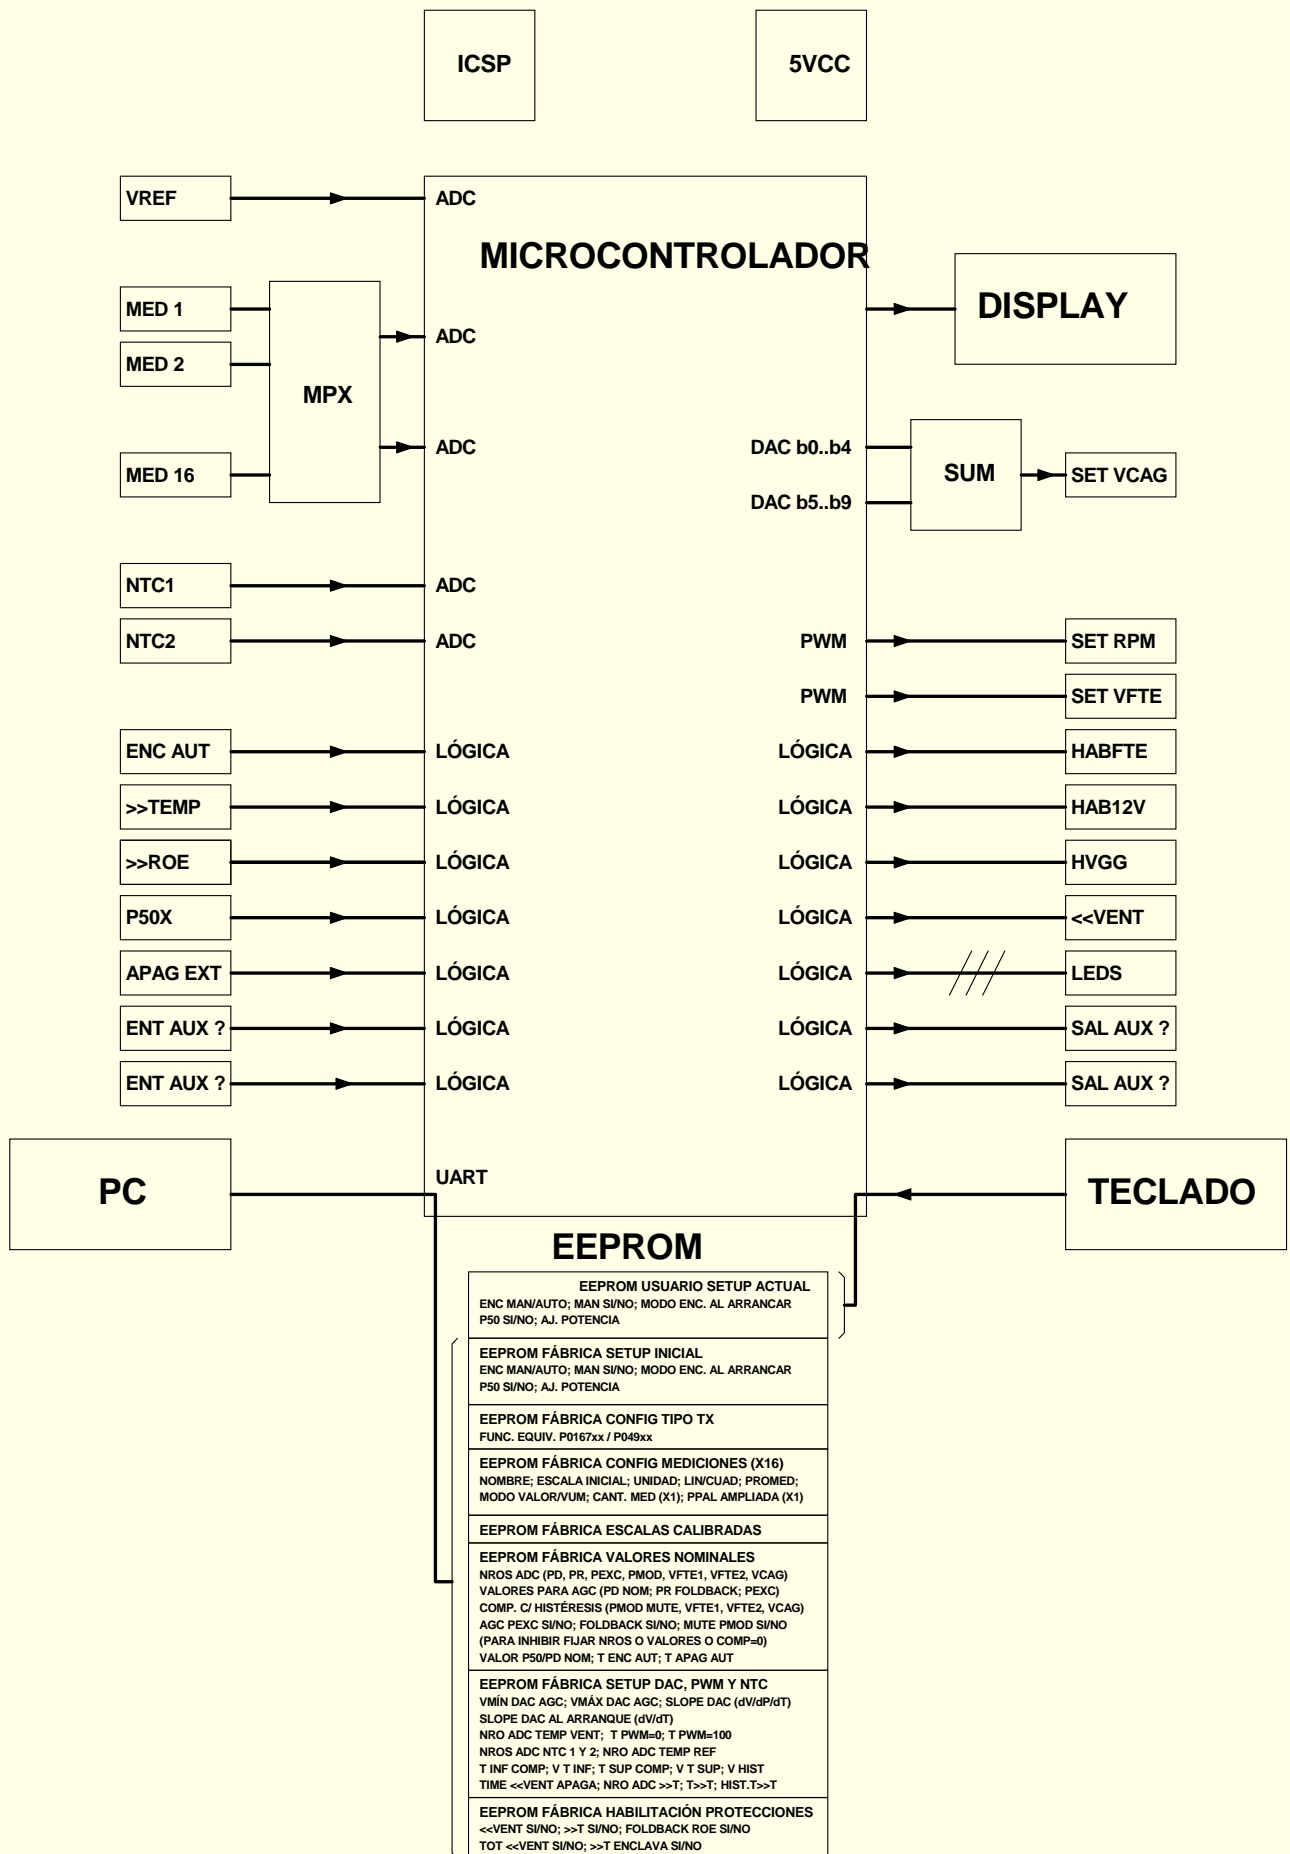 ICSP
5VCC
VREF
ADC
MICROCONTROLADOR
MED 1
DISPLAY
ADC
MED 2
MPX
ADC
DAC b0..b4
MED 16
SUM
SET VCAG
DAC b5..b9
NTC1
ADC
NTC2
ADC
PWM
SET RPM
PWM
SET VFTE
ENC AUT
LÓGICA
LÓGICA
HABFTE
>>TEMP
LÓGICA
LÓGICA
HAB12V
>>ROE
LÓGICA
LÓGICA
HVGG
P50X
LÓGICA
LÓGICA
<<VENT
APAG EXT
LÓGICA
LÓGICA
LEDS
ENT AUX ?
LÓGICA
LÓGICA
SAL AUX ?
ENT AUX ?
LÓGICA
LÓGICA
SAL AUX ?
UART
PC
TECLADO
EEPROM
EEPROM USUARIO SETUP ACTUAL
ENC MAN/AUTO; MAN SI/NO; MODO ENC. AL ARRANCAR
P50 SI/NO; AJ. POTENCIA
EEPROM FÁBRICA SETUP INICIAL
ENC MAN/AUTO; MAN SI/NO; MODO ENC. AL ARRANCAR
P50 SI/NO; AJ. POTENCIA
EEPROM FÁBRICA CONFIG TIPO TX
FUNC. EQUIV. P0167xx / P049xx
EEPROM FÁBRICA CONFIG MEDICIONES (X16)
NOMBRE; ESCALA INICIAL; UNIDAD; LIN/CUAD; PROMED;
MODO VALOR/VUM; CANT. MED (X1); PPAL AMPLIADA (X1)
EEPROM FÁBRICA ESCALAS CALIBRADAS
EEPROM FÁBRICA VALORES NOMINALES
NROS ADC (PD, PR, PEXC, PMOD, VFTE1, VFTE2, VCAG)
VALORES PARA AGC (PD NOM; PR FOLDBACK; PEXC)
COMP. C/ HISTÉRESIS (PMOD MUTE, VFTE1, VFTE2, VCAG)
AGC PEXC SI/NO; FOLDBACK SI/NO; MUTE PMOD SI/NO
(PARA INHIBIR FIJAR NROS O VALORES O COMP=0)
VALOR P50/PD NOM; T ENC AUT; T APAG AUT
EEPROM FÁBRICA SETUP DAC, PWM Y NTC
VMÍN DAC AGC; VMÁX DAC AGC; SLOPE DAC (dV/dP/dT)
SLOPE DAC AL ARRANQUE (dV/dT)
NRO ADC TEMP VENT; T PWM=0; T PWM=100
NROS ADC NTC 1 Y 2; NRO ADC TEMP REF
T INF COMP; V T INF; T SUP COMP; V T SUP; V HIST
TIME <<VENT APAGA; NRO ADC >>T; T>>T; HIST.T>>T
EEPROM FÁBRICA HABILITACIÓN PROTECCIONES
<<VENT SI/NO; >>T SI/NO; FOLDBACK ROE SI/NO
TOT <<VENT SI/NO; >>T ENCLAVA SI/NO